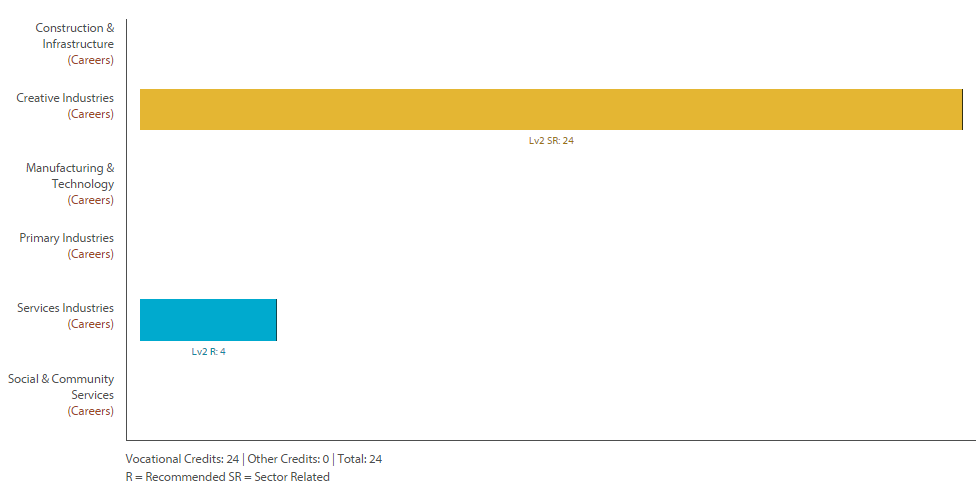 Construction &
Infrastructure
(Careers)
Creative Industries
(Careers)
Lv2 SR: 24
Manufacturing &
Technology
(Careers)
Primary Industries
(Careers)
Services Industries
(Careers)
Lv2 R: 4
Social & Community
Services
(Careers)
Vocational Credits: 24 | Other Credits: 0 | Total: 24
R = Recommended SR = Sector Related